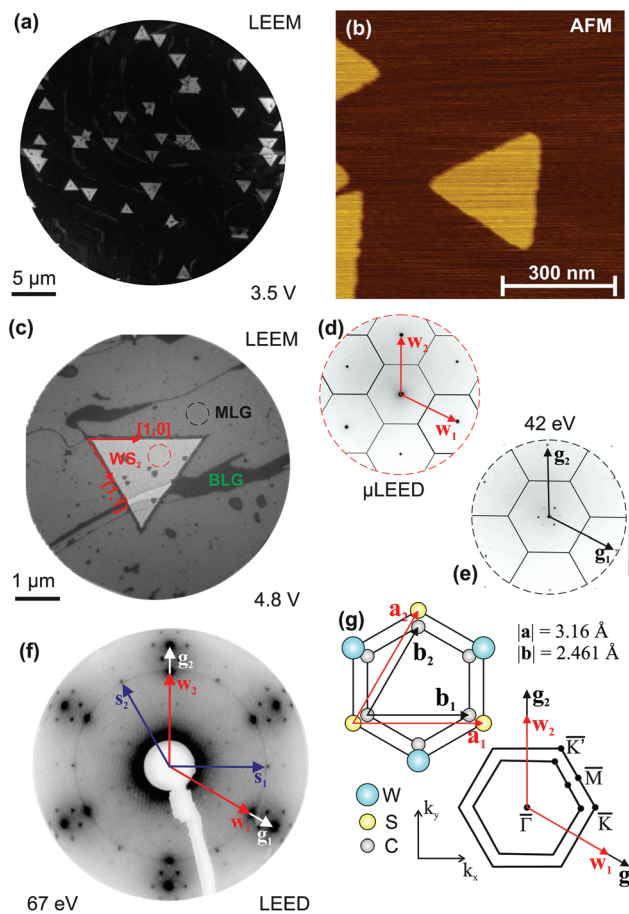 (a)
LEEM
5 μm
3.5 V
(b)
AFM
300 nm
(c)
LEEM
MLG
[1,0]
WS2
BLG
1 μm
4.8 V
(d)
w2
w1
μLEED
42 eV
g2
g1
(e)
(f)
g2
w2
s2
s1
w1
g1
67 eV
LEED
(g)
a2
b2
b1
a1
|a| = 3.16 Å
|b| = 2.461 Å
W
S
C
ky
kx
g2
w2
K'
M
Γ
K
w1
g